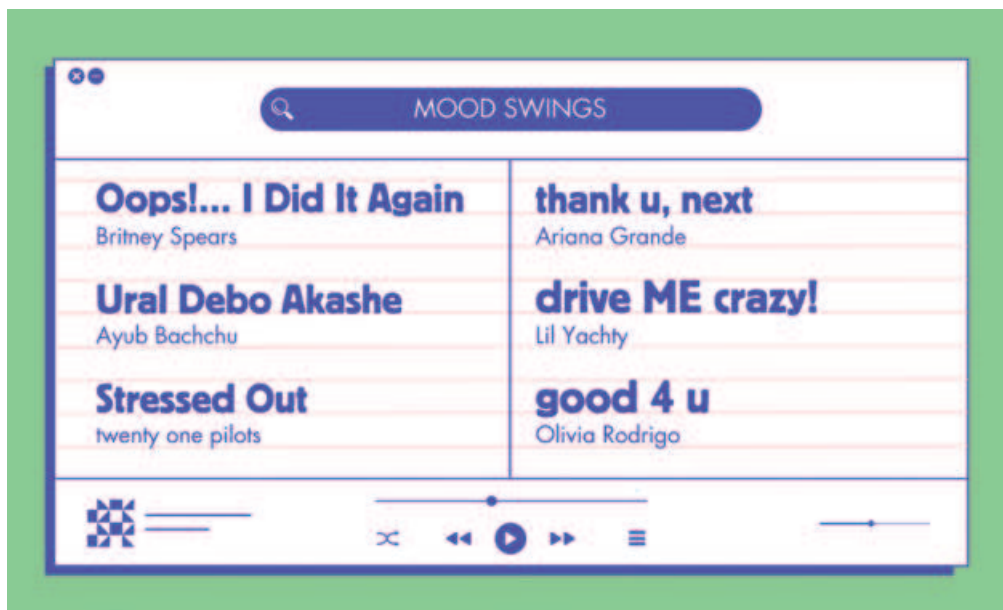 MOOD SWINGS
Oops!... I Did It Again
Britney Spears
Ural Debo Akashe
Ayub Bachchu
Stressed Out
twenty one pilots
thank u, next
Ariana Grande
drive ME crazy!
Lil Yachty
good 4 u
Olivia Rodrigo